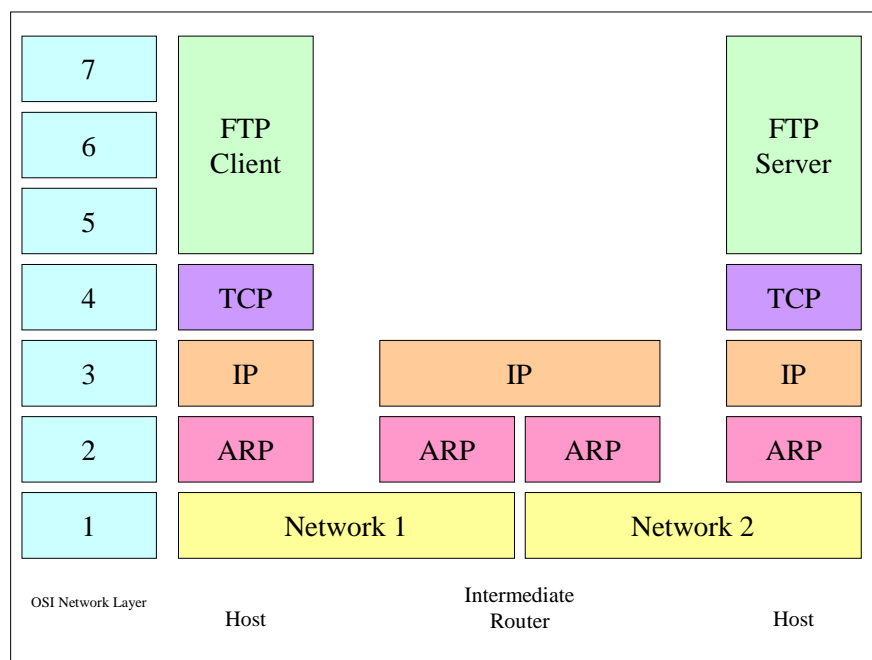 7
6
5
4
3
2
1
FTP
Client
FTP
Server
TCP
TCP
IP
IP
IP
ARP
ARP
ARP
ARP
Network 1
Network 2
OSI Network Layer
Host
Intermediate
Router
Host